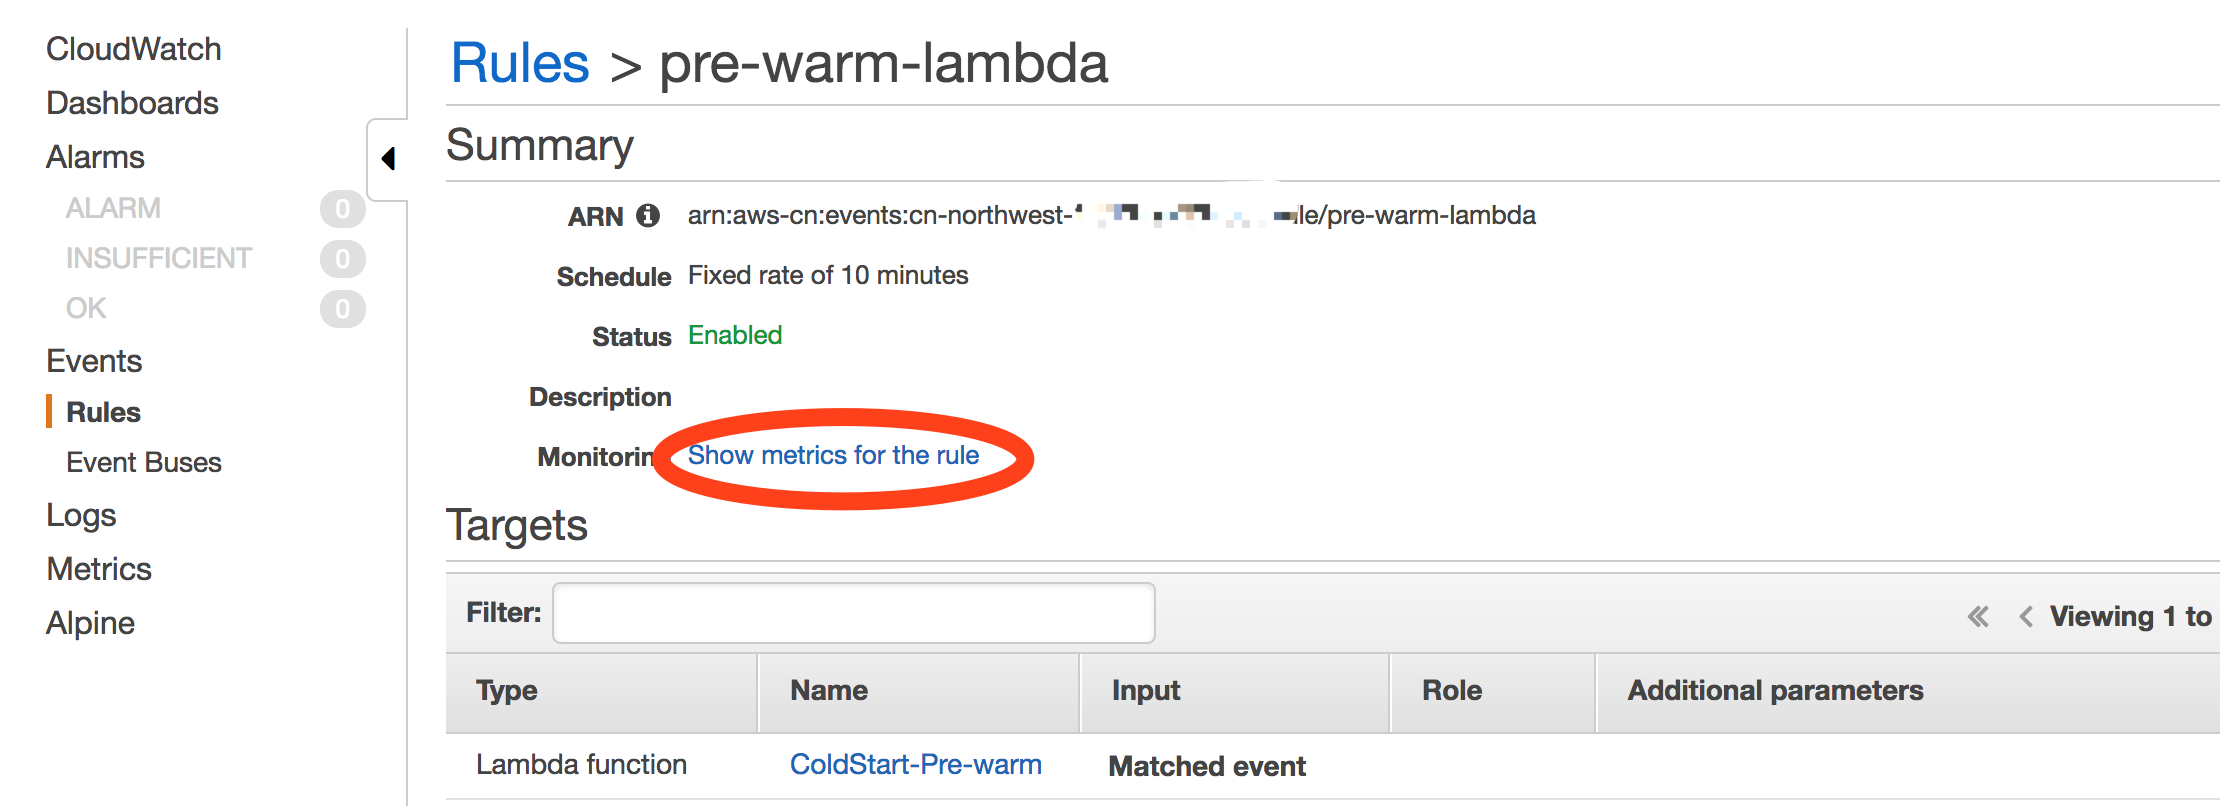 CloudWatch
Dashboards
Alarms
ALARM 0
INSUFFICIENT 0
OK 0
Events
Rules
Event Buses
Logs
Metrics
Alpine
Rules > pre-warm-lambda
Summary
ARN arn:aws-cn:events:cn-northwest- le/pre-warm-lambda
Schedule Fixed rate of 10 minutes
Status Enabled
Description
Monitorin Show metrics for the rule
Targets
Filter: « ‹ Viewing 1 to
Type Name Input Role Additional parameters
Lambda function ColdStart-Pre-warm Matched event